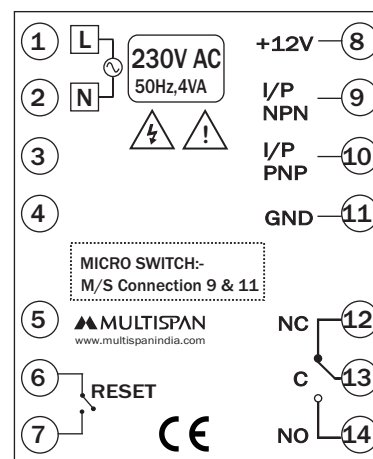 1 L
230V AC
50Hz,4VA
2 N
3
4
+12V 8
I/P
NPN 9
I/P
PNP 10
GND 11
MICRO SWITCH:-
M/S Connection 9 & 11
5 MULTISPAN
www.multispanindia.com
6
RESET
7
CE
NC 12
C 13
NO 14